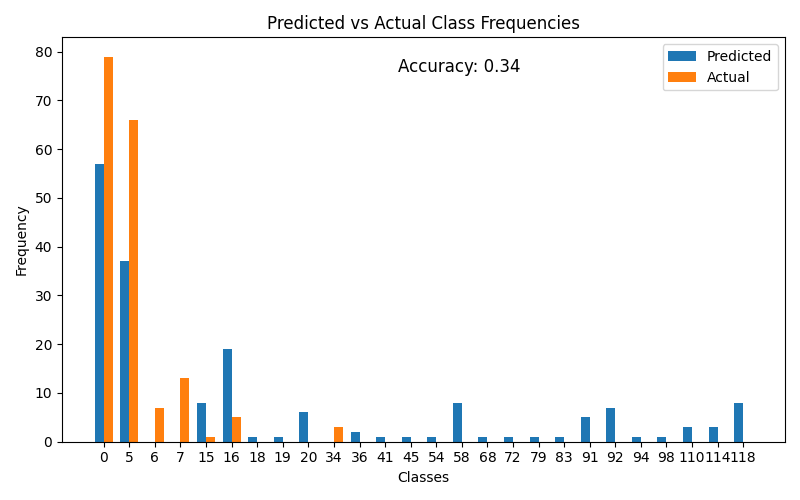 Predicted vs Actual Class Frequencies
Accuracy: 0.34
Predicted
Actual
Frequency
80
70
60
50
40
30
20
10
0
0 5 6 7 15 16 18 19 20 34 36 41 45 54 58 68 72 79 83 91 92 94 98 110 114 118
Classes